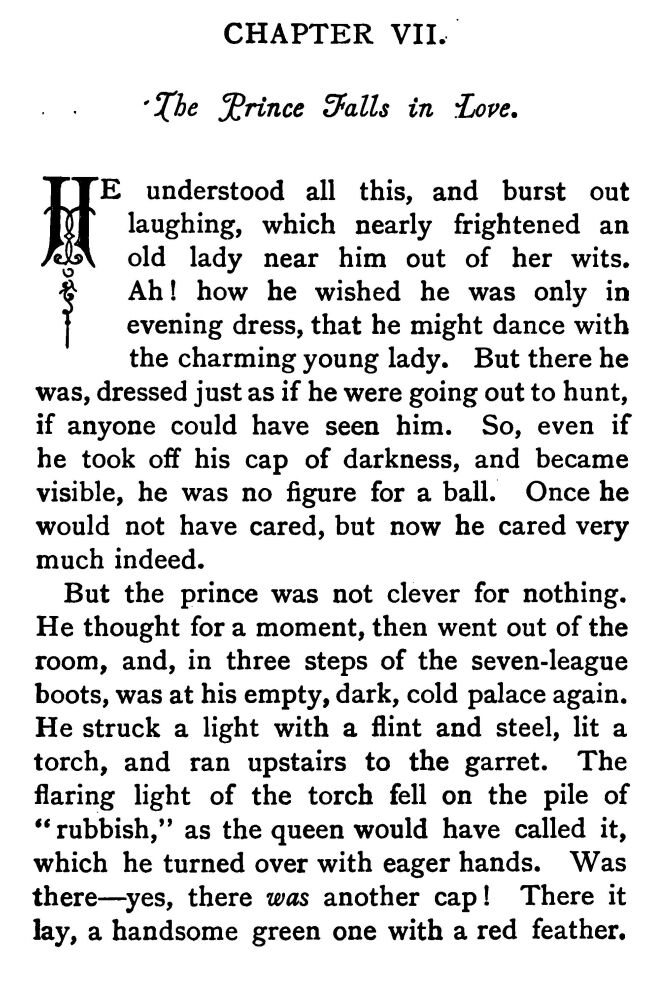 CHAPTER VII.
The Prince Falls in Love.
HE understood all this, and burst out
laughing, which nearly frightened an
old lady near him out of her wits.
Ah! how he wished he was only in
evening dress, that he might dance with
the charming young lady. But there he
was, dressed just as if he were going out to hunt,
if anyone could have seen him. So, even if
he took off his cap of darkness, and became
visible, he was no figure for a ball. Once he
would not have cared, but now he cared very
much indeed.
But the prince was not clever for nothing.
He thought for a moment, then went out of the
room, and, in three steps of the seven-league
boots, was at his empty, dark, cold palace again.
He struck a light with a flint and steel, lit a
torch, and ran upstairs to the garret. The
flaring light of the torch fell on the pile of
“rubbish,” as the queen would have called it,
which he turned over with eager hands. Was
there—yes, there was another cap! There it
lay, a handsome green one with a red feather.